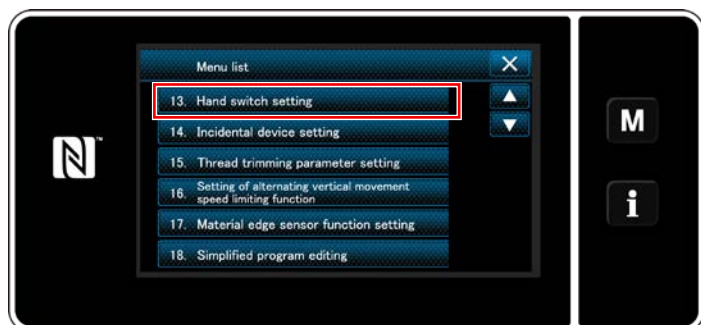 Menu list
13. Hand switch setting
14. Incidental device setting
15. Thread trimming parameter setting
16. Setting of alternating vertical movement
speed limiting function
17. Material edge sensor function setting
18. Simplified program editing
M
i